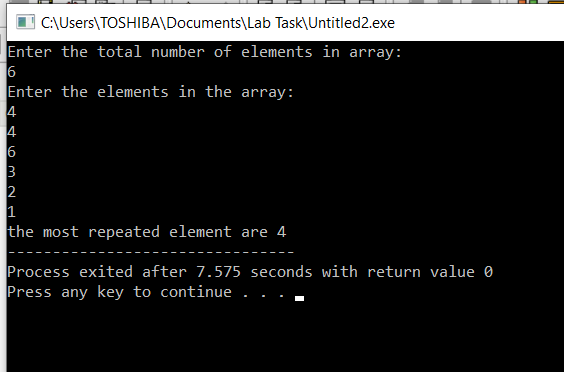 C:\Users\TOSHIBA\Documents\Lab Task\Untitled2.exe
Enter the total number of elements in array:
6
Enter the elements in the array:
4
4
6
3
2
1
the most repeated element are 4
--------------------------------
Process exited after 7.575 seconds with return value 0
Press any key to continue . . .